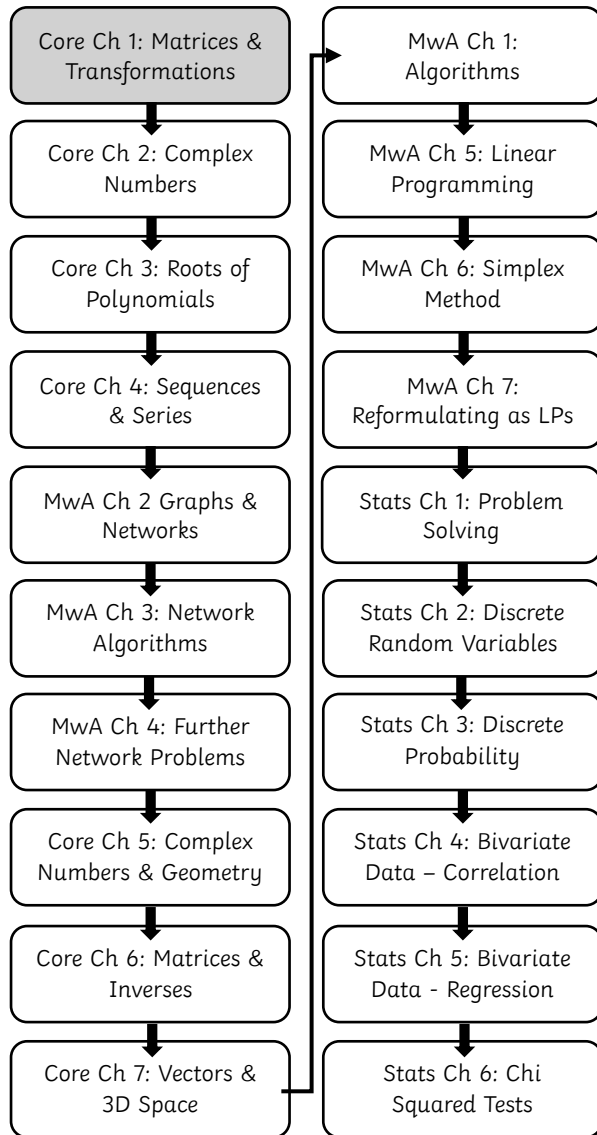 Core Ch 1: Matrices &
Transformations
Core Ch 2: Complex
Numbers
Core Ch 3: Roots of
Polynomials
Core Ch 4: Sequences
& Series
MwA Ch 2 Graphs &
Networks
MwA Ch 3: Network
Algorithms
MwA Ch 4: Further
Network Problems
Core Ch 5: Complex
Numbers & Geometry
Core Ch 6: Matrices &
Inverses
Core Ch 7: Vectors &
3D Space
MwA Ch 1:
Algorithms
MwA Ch 5: Linear
Programming
MwA Ch 6: Simplex
Method
MwA Ch 7:
Reformulating as LPs
Stats Ch 1: Problem
Solving
Stats Ch 2: Discrete
Random Variables
Stats Ch 3: Discrete
Probability
Stats Ch 4: Bivariate
Data – Correlation
Stats Ch 5: Bivariate
Data - Regression
Stats Ch 6: Chi
Squared Tests